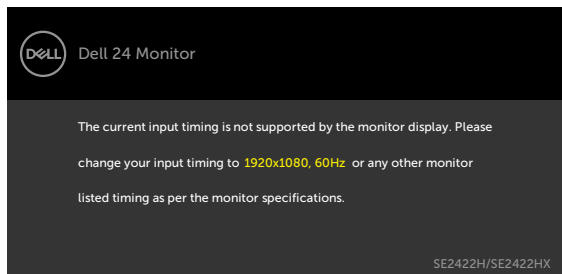 DELL
Dell 24 Monitor
The current input timing is not supported by the monitor display. Please
change your input timing to 1920x1080, 60Hz or any other monitor
listed timing as per the monitor specifications.
SE2422H/SE2422HX